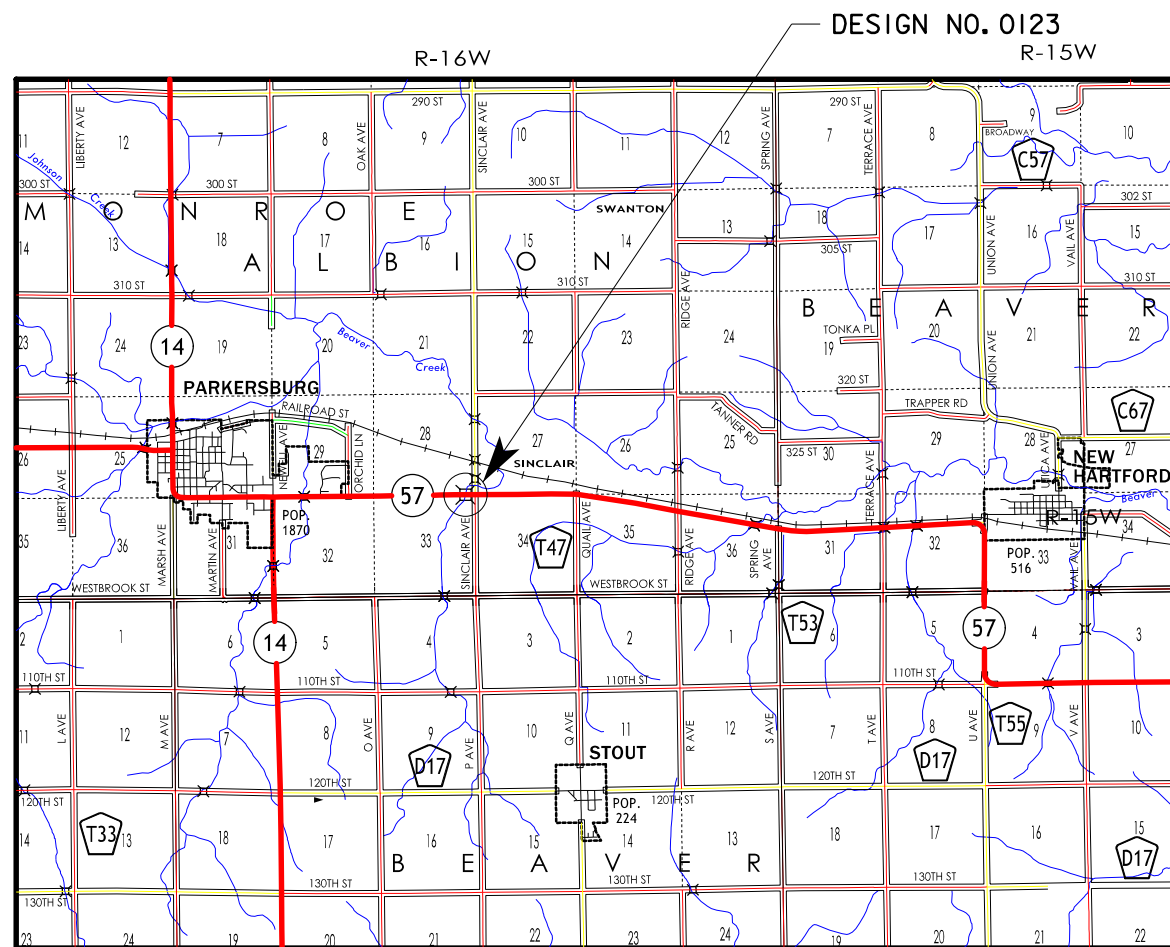 DESIGN NO. 0123
R-16W
R-15W
290 ST
290 ST
BROADWAY
LIBERTY AVE
OAK AVE
SINCLAIR AVE
SPRING AVE
TERRACE AVE
11
12
7
8
9
10
11
12
7
8
9
10
C57
Johnson
Creek
300 ST
300 ST
300 ST
302 ST
M O N R O E
SWANTON
14
13
18
17
16
15
14
13
18
17
16
15
305 ST
UNION AVE
VAIL AVE
A L B I O N
310 ST
310 ST
310 ST
RIDGE AVE
B E A V E R
23
24
14
19
20
21
22
23
24
19
20
21
22
TONKA PL
Beaver
Creek
UNION AVE
320 ST
PARKERSBURG
RAILROAD ST
TANNER RD
TRAPPER RD
C67
26
25
NEWELL AVE
29
ORCHID LN
28
27
26
25
325 ST
30
29
28
27
UTICA AVE
SINCLAIR
NEW
HARTFORD
Beaver
LIBERTY AVE
57
TERRACE AVE
POP.
1870
R-15W
35
36
MARSH AVE
MARTIN AVE
31
32
33
SINCLAIR AVE
34
T47
QUAIL AVE
RIDGE AVE
36
SPRING
AVE
31
32
POP.
516
33
VAIL AVE
34
WESTBROOK ST
WESTBROOK ST
2
1
6
14
5
4
3
2
1
T53
6
5
57
4
3
110TH ST
110TH ST
110TH ST
110TH ST
11
L AVE
12
M AVE
7
8
O AVE
9
P AVE
10
Q AVE
11
R AVE
12
S AVE
7
T AVE
8
U AVE
T55
9
V AVE
10
D17
STOUT
D17
120TH ST
120TH ST
120TH ST
120TH ST
POP.
224
14
T33
13
18
17
16
15
14
13
18
17
16
15
D17
B E A V E R
130TH ST
130TH ST
130TH ST
130TH ST
23
24
19
20
21
22
23
24
19
20
21
22